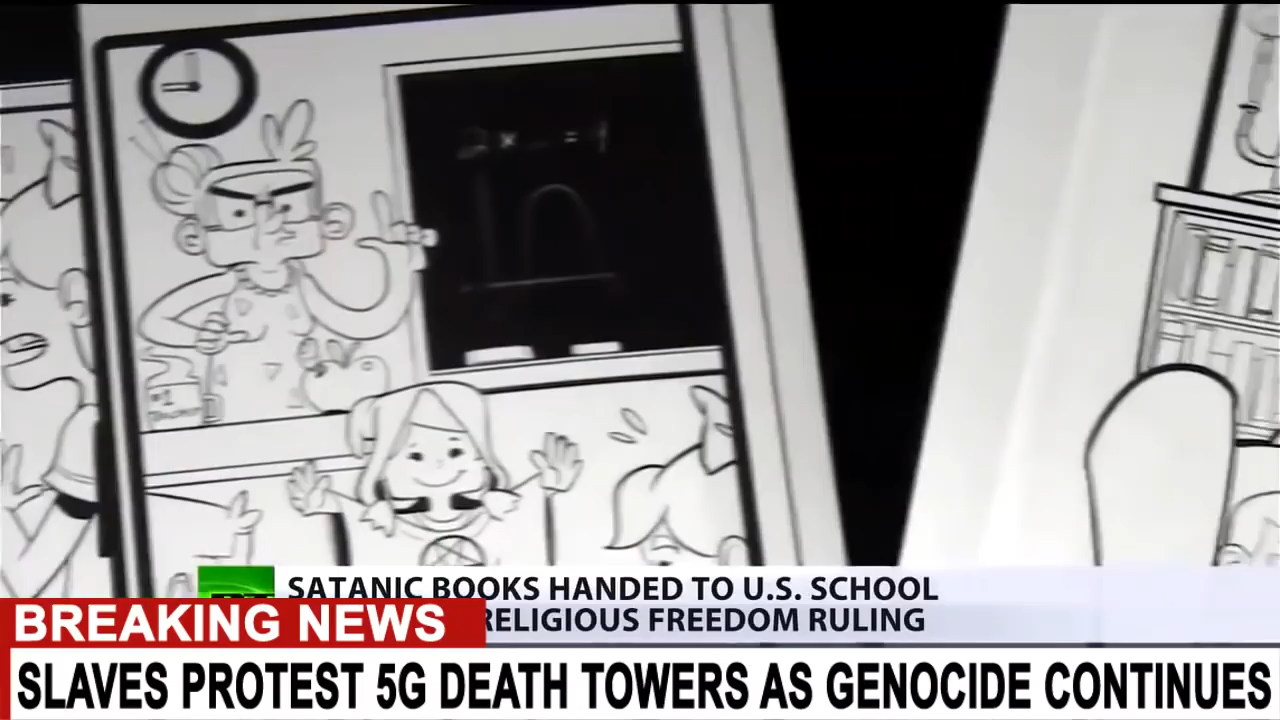 SATANIC BOOKS HANDED TO U.S. SCHOOL
RELIGIOUS FREEDOM RULING
BREAKING NEWS
SLAVES PROTEST 5G DEATH TOWERS AS GENOCIDE CONTINUES